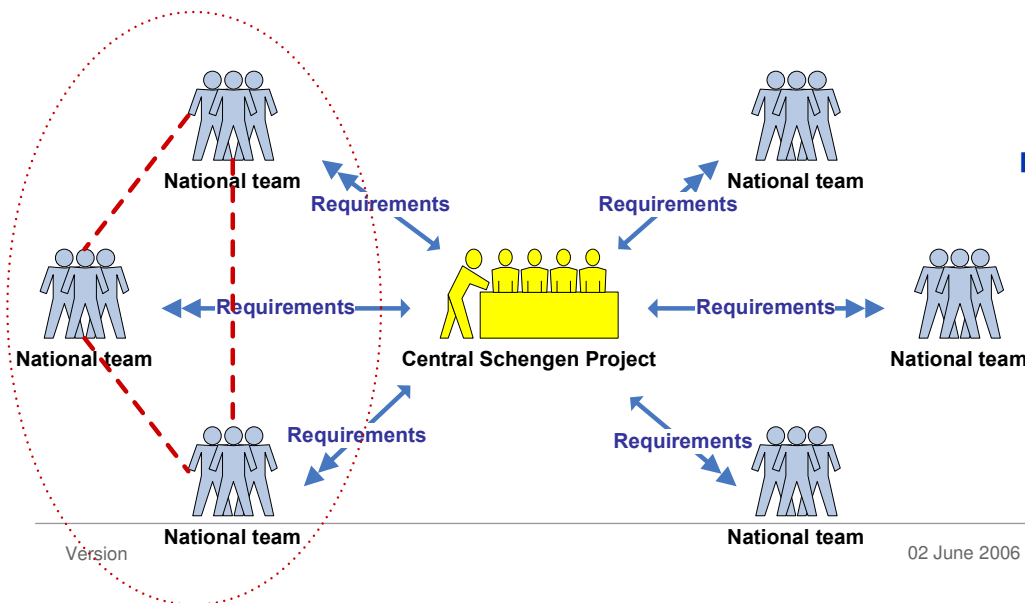 National team
National team
Requirements
Requirements
Requirements
Requirements
National team
Central Schengen Project
National team
Requirements
Requirements
National team
National team
Version
02 June 2006